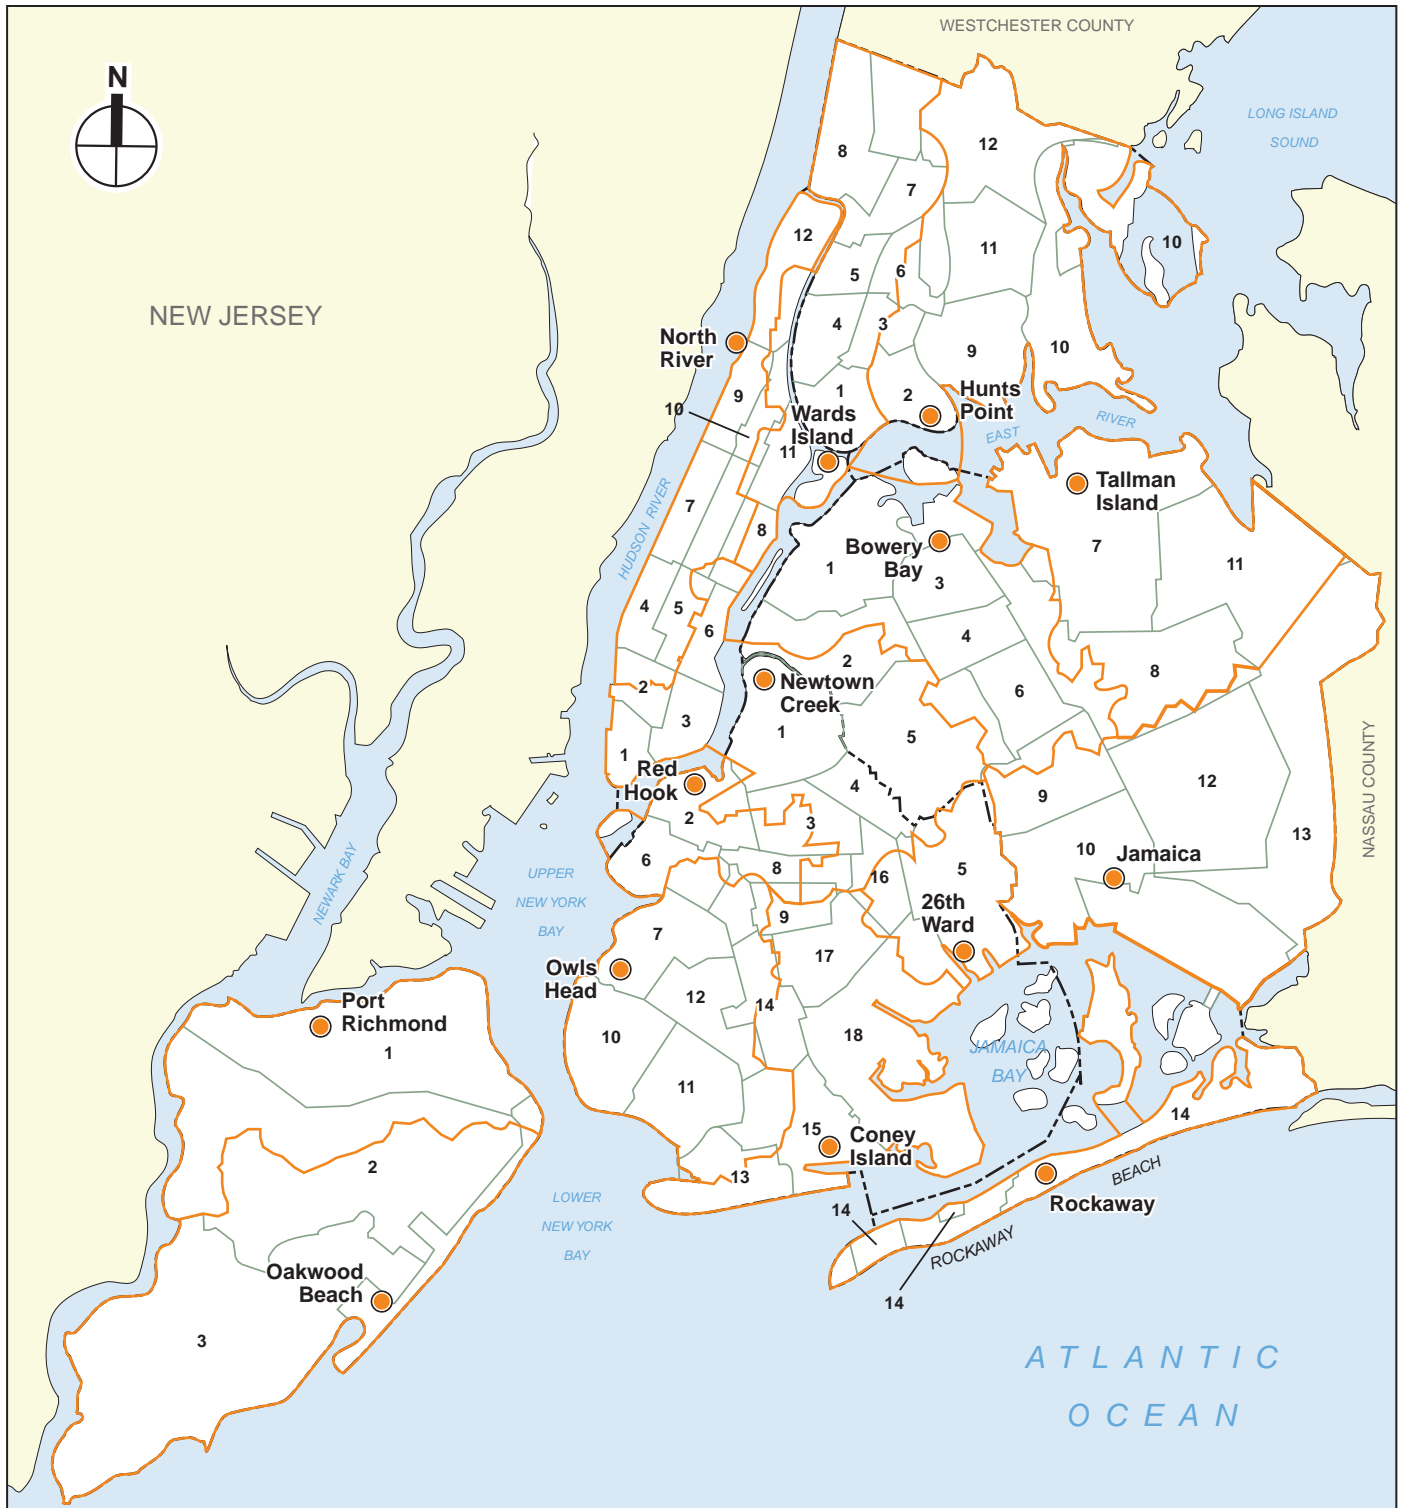 WESTCHESTER COUNTY
N
LONG ISLAND
SOUND
8
12
7
12
10
11
5
6
NEW JERSEY
4
3
North
River
9
10
1
2
Hunts
Point
9
10
Wards
Island
EAST
RIVER
11
Tallman
Island
7
HUDSON RIVER
8
Bowery
Bay
1
3
7
11
4
5
6
4
2
8
6
2
Newtown
Creek
3
1
5
1
Red
Hook
2
4
9
12
NASSAU COUNTY
3
13
6
8
16
5
10
Jamaica
NEWARK BAY
UPPER
NEW YORK
BAY
9
26th
Ward
7
17
Owls
Head
12
14
Port
Richmond
1
10
18
JAMAICA
BAY
11
14
15
Coney
Island
2
13
BEACH
Rockaway
LOWER
NEW YORK
BAY
14
ROCKAWAY
14
Oakwood
Beach
3
ATLANTIC
OCEAN